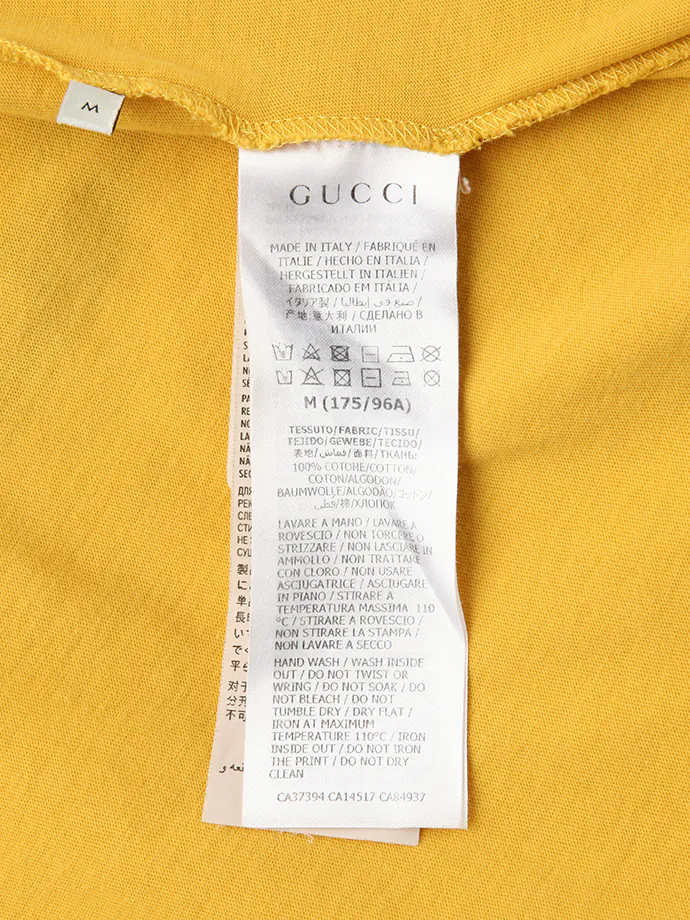 M
GUCCI
MADE IN ITALY / FABRIQUÉ EN
ITALIE / HECHO EN ITALIA /
HERGESTELLT IN ITALIEN /
FABRICADO EM ITÁLIA /
イタリア製 / صنع في إيطاليا /
产地:意大利 / СДЕЛАНО В
ИТАЛИИ
M (175/96A)
TESSUTO/FABRIC/TISSU/
TEJIDO/GEWEBE/TECIDO/
表地/قماش/面料/ТКАНЬ
100% COTONE/COTTON/
COTON/ALGODON/
BAUMWOLLE/ALGODÃO/コットン/
قطن/棉/ХЛОПОК
LAVARE A MANO / LAVARE A
ROVESCIO / NON TORCERE O
STRIZZARE / NON LASCIARE IN
AMMOLLO / NON TRATTARE
CON CLORO / NON USARE
ASCIUGATRICE / ASCIUGARE
IN PIANO / STIRARE A
TEMPERATURA MASSIMA 110
°C / STIRARE A ROVESCIO /
NON STIRARE LA STAMPA /
NON LAVARE A SECCO
HAND WASH / WASH INSIDE
OUT / DO NOT TWIST OR
WRING / DO NOT SOAK / DO
NOT BLEACH / DO NOT
TUMBLE DRY / DRY FLAT /
IRON AT MAXIMUM
TEMPERATURE 110°C / IRON
INSIDE OUT / DO NOT IRON
THE PRINT / DO NOT DRY
CLEAN
CA37394 CA14517 CA84937